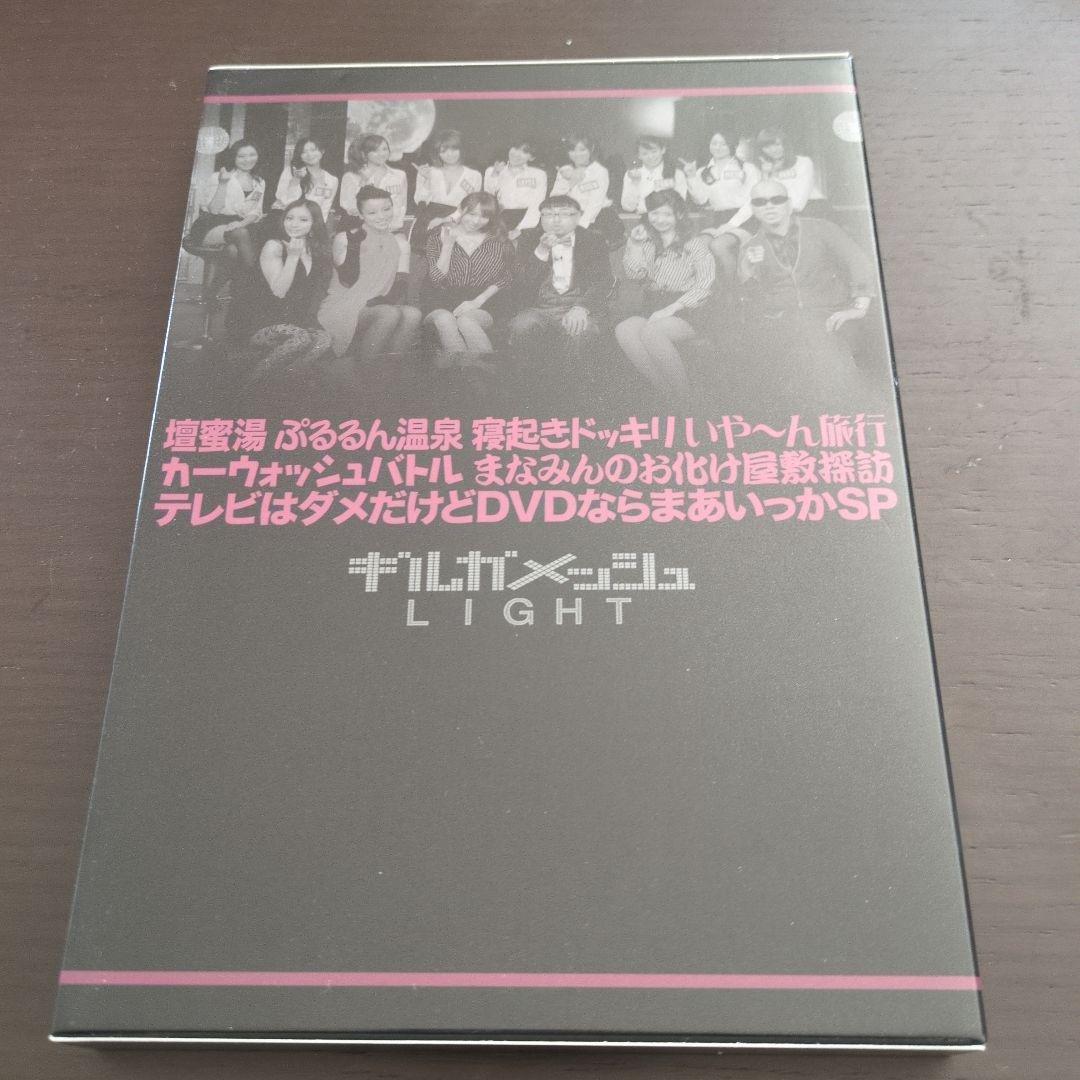 壇蜜湯 ぷるるん温泉 寝起きドッキリ いや～ん旅行
カーウォッシュバトル まなみんのお化け屋敷探訪
テレビはダメだけどDVDならまあいっかSP
ギルガメッシュ
LIGHT